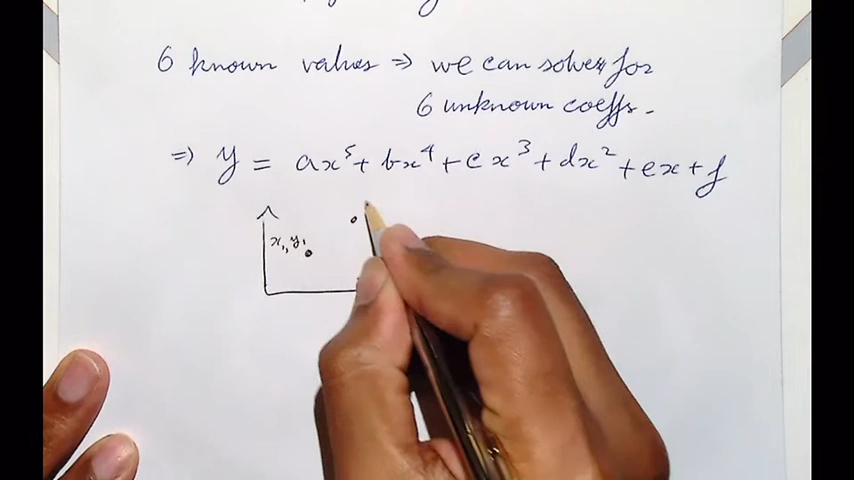 6 known values ⇒ we can solve for
6 unknown coeffs.
⇒ y = ax⁵ + bx⁴ + cx³ + dx² + ex + f
x₁, y₁